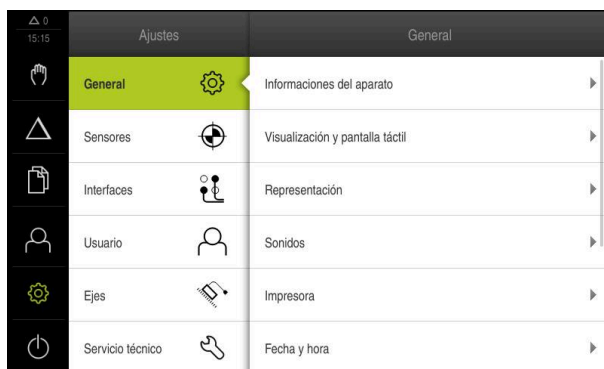 0
15:15
Ajustes
General
General
Informaciones del aparato
Sensores
Visualización y pantalla táctil
Interfaces
Representación
Usuario
Sonidos
Ejes
Impresora
Servicio técnico
Fecha y hora